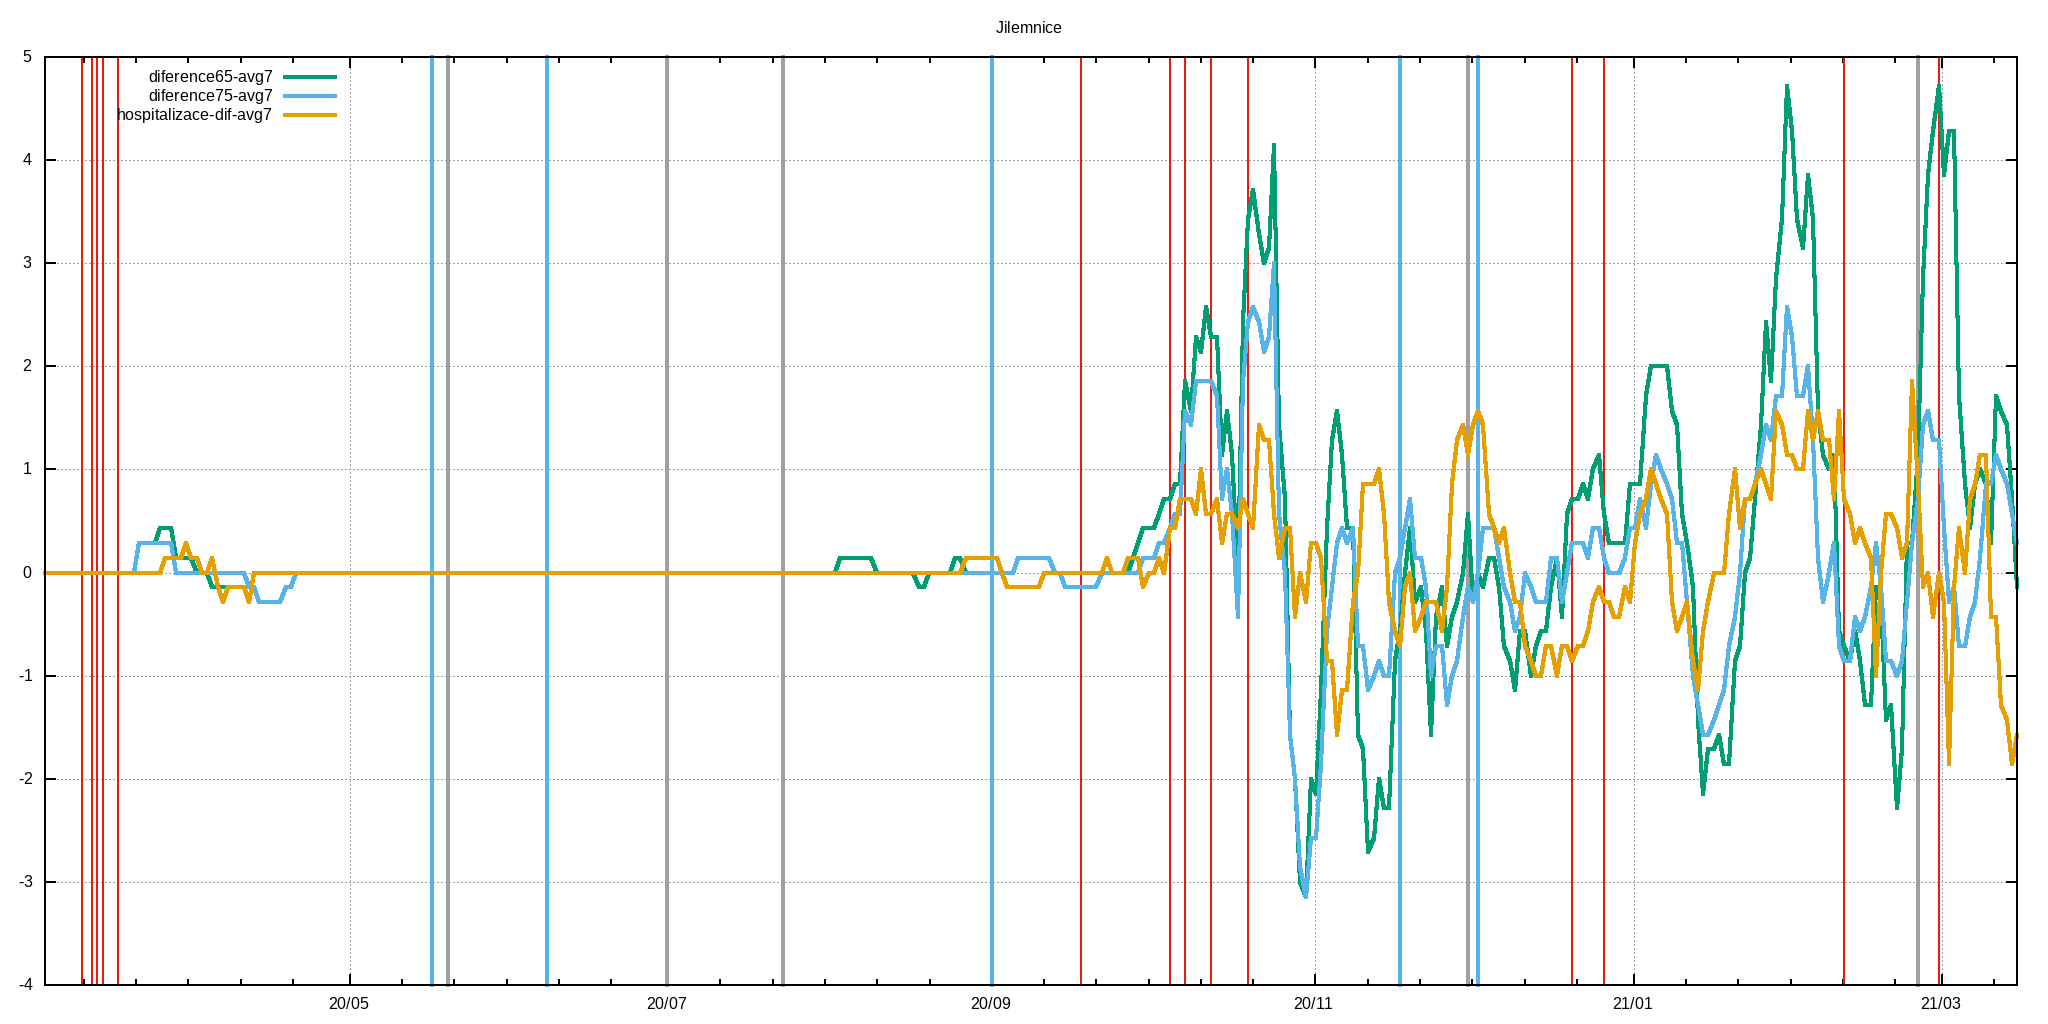 Jilemnice
diference65-avg7
diference75-avg7
hospitalizace-dif-avg7
5
4
3
2
1
0
-1
-2
-3
-4
20/05 20/07 20/09 20/11 21/01 21/03